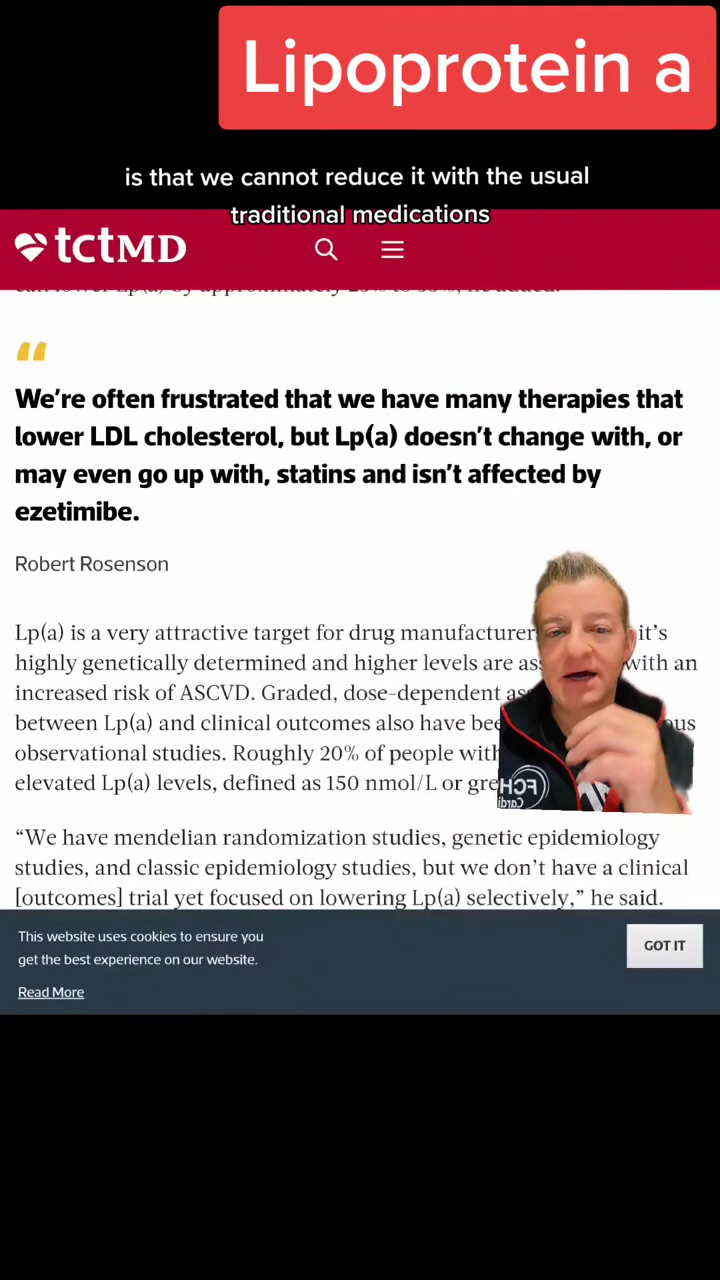 Lipoprotein a
is that we cannot reduce it with the usual
traditional medications
tctMD
“
We're often frustrated that we have many therapies that
lower LDL cholesterol, but Lp(a) doesn't change with, or
may even go up with, statins and isn't affected by
ezetimibe.
Robert Rosenson
Lp(a) is a very attractive target for drug manufacturer it's
highly genetically determined and higher levels are with an
increased risk of ASCVD. Graded, dose-dependent
between Lp(a) and clinical outcomes also have
observational studies. Roughly 20% of people with
elevated Lp(a) levels, defined as 150 nmol/L or
FCH
Cardi
“We have mendelian randomization studies, genetic epidemiology
studies, and classic epidemiology studies, but we don't have a clinical
[outcomes] trial yet focused on lowering Lp(a) selectively,” he said.
This website uses cookies to ensure you
get the best experience on our website.
GOT IT
Read More